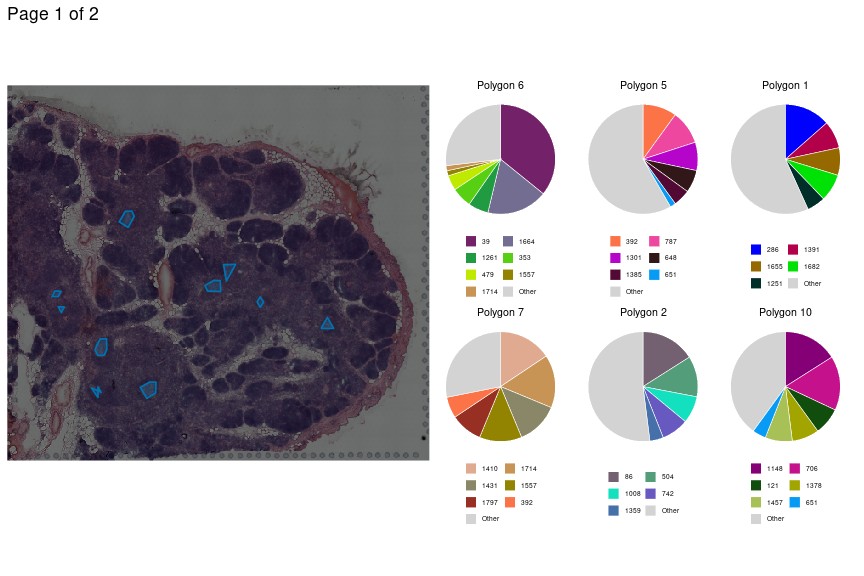 Page 1 of 2
Polygon 6 Polygon 5 Polygon 1
39 1664
1261 353
479 1557
1714 Other
392 787
1301 648
1385 651
Other
286 1391
1655 1682
1251 Other
Polygon 7 Polygon 2 Polygon 10
1410 1714
1431 1557
1797 392
Other
86 504
1008 742
1359 Other
1148 706
121 1378
1457 651
Other